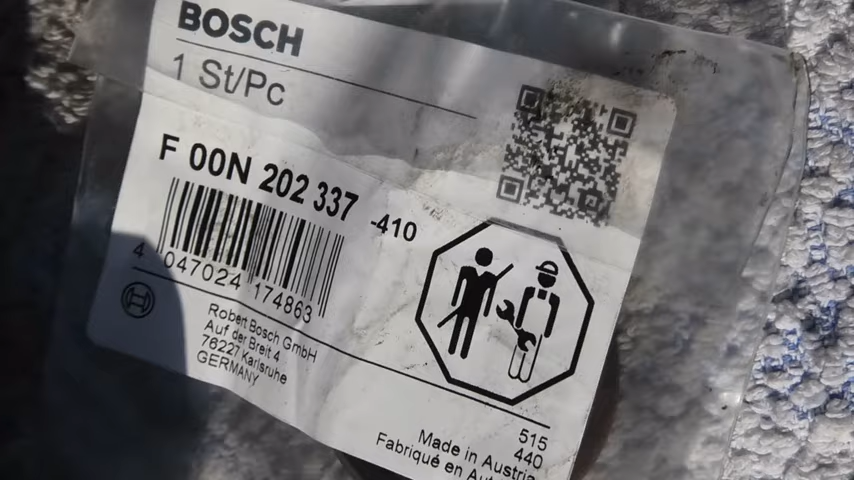 BOSCH
1 St/Pc
F 00N 202 337 -410
4 047024 174863
Robert Bosch GmbH
Auf der Breit 4
76227 Karlsruhe
GERMANY
515
440
Made in Austria
Fabriqué en